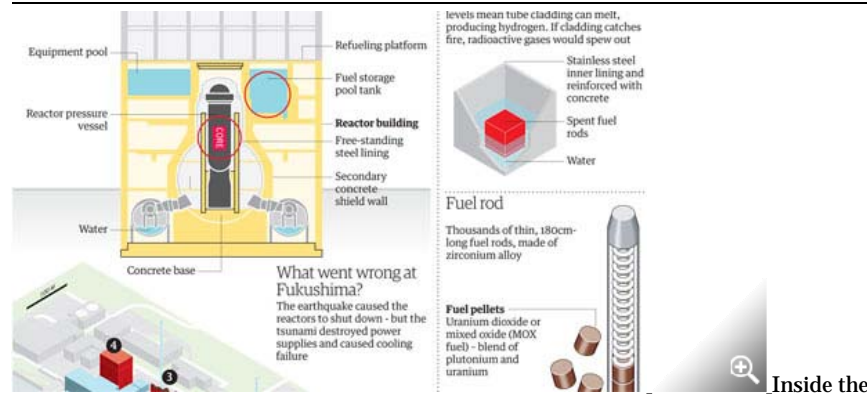 Equipment pool
Reactor pressure
vessel
Water
Concrete base
Refueling platform
Fuel storage
pool tank
Reactor building
Free-standing
steel lining
Secondary
concrete
shield wall
CORE
What went wrong at
Fukushima?
The earthquake caused the
reactors to shut down - but the
tsunami destroyed power
supplies and caused cooling
failure
4
3
levels mean tube cladding can melt,
producing hydrogen. If cladding catches
fire, radioactive gases would spew out
Stainless steel
inner lining and
reinforced with
concrete
Spent fuel
rods
Water
Fuel rod
Thousands of thin, 180cm-
long fuel rods, made of
zirconium alloy
Fuel pellets
Uranium dioxide or
mixed oxide (MOX
fuel) - blend of
plutonium and
uranium
Inside the